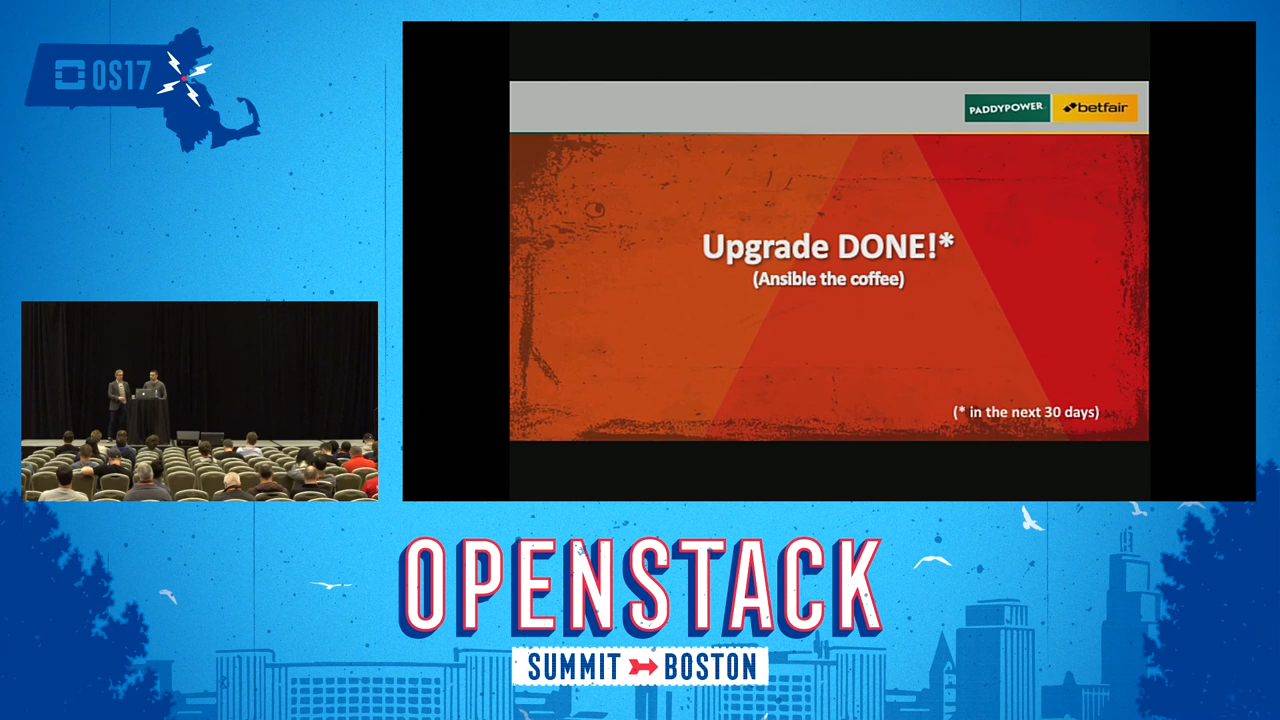 OS17
PADDYPOWER. betfair
Upgrade DONE!*
(Ansible the coffee)
(* in the next 30 days)
OPENSTACK
SUMMIT BOSTON